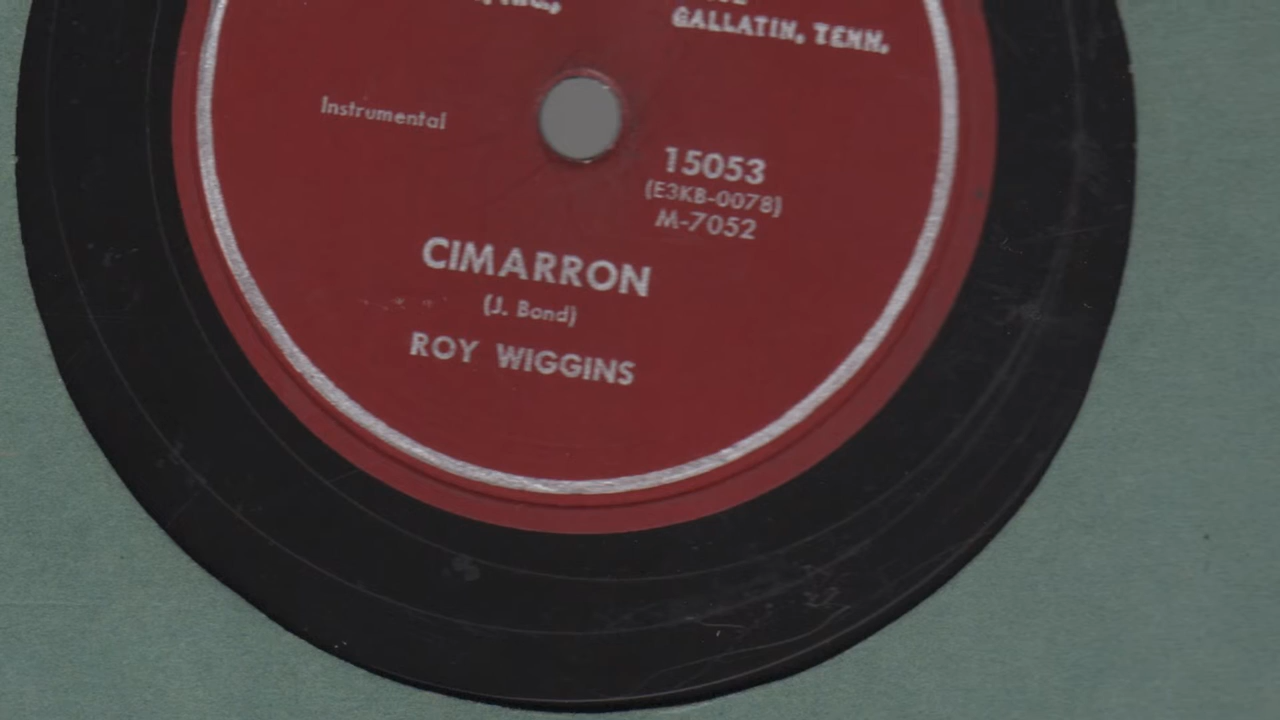 GALLATIN, TENN.
Instrumental
15053
(E3KB-0078)
M-7052
CIMARRON
(J. Bond)
ROY WIGGINS